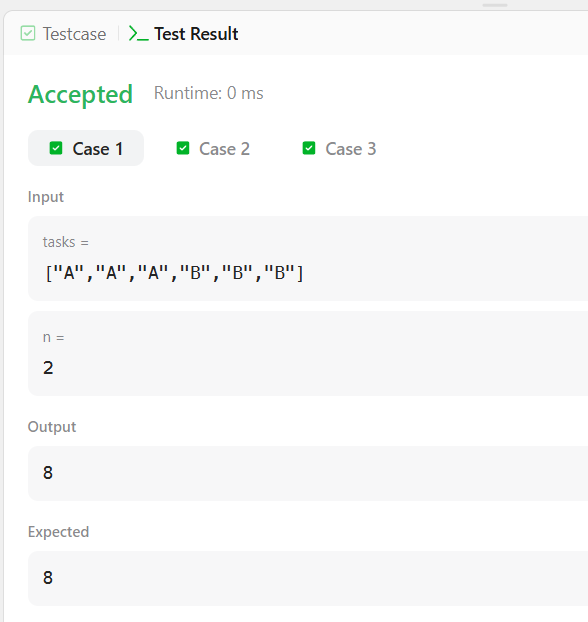 Testcase
Test Result
Accepted Runtime: 0 ms
Case 1 Case 2 Case 3
Input
tasks =
["A","A","A","B","B","B"]
n =
2
Output
8
Expected
8